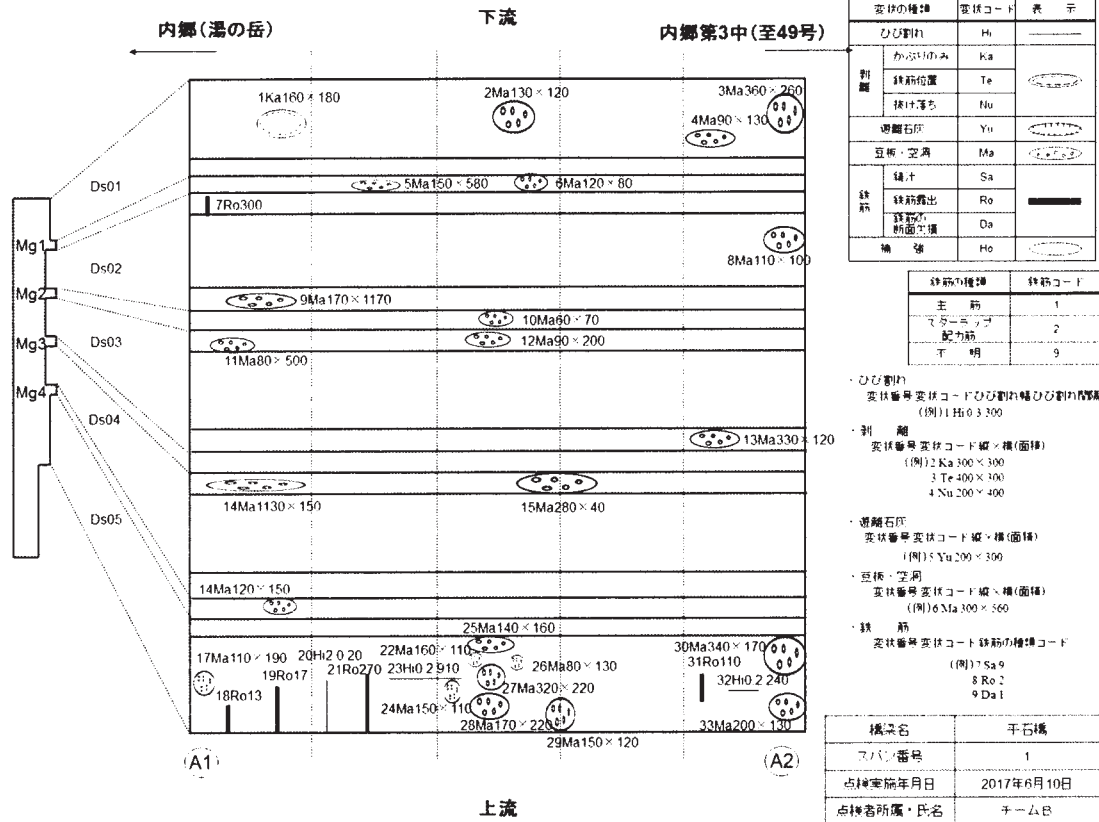 下流
内郷(湯の岳)
内郷第3中(至49号)
1Ka160×180
2Ma130×120
3Ma360×260
4Ma90×130
Ds01
5Ma150×580
6Ma120×80
7Ro300
Mg1
8Ma110×100
Ds02
Mg2
9Ma170×1170
10Ma60×70
Mg3
Ds03
12Ma90×200
11Ma80×500
Mg4
Ds04
13Ma330×120
14Ma1130×150
15Ma280×40
Ds05
14Ma120×150
25Ma140×160
17Ma110×190
20Hi2 0 20
22Ma160×110
30Ma340×170
19Ro17
21Ro270
23Hi0 2 910
26Ma80×130
31Ro110
18Ro13
27Ma320×220
32Hi0.2 240
24Ma150×110
28Ma170×220
33Ma200×130
29Ma150×120
(A1)
(A2)
上流
変状の種類 変状コード 表 示
ひび割れ Hi
剥離
かぶりのみ Ka
鉄筋位置 Te
抜け落ち Nu
遊離石灰 Yu
豆板・空洞 Ma
鉄筋
錆汁 Sa
鉄筋露出 Ro
鉄筋の
断面欠損 Da
補 強 Ho
鉄筋の種類 鉄筋コード
主 筋 1
スターラップ
配力筋 2
不 明 9
・ひび割れ
変状番号 変状コード ひび割れ幅 ひび割れ間隔
(例) 1 Hi 0.3 300
・剥 離
変状番号 変状コード 縦×横(面積)
(例) 2 Ka 300×300
3 Te 400×300
4 Nu 200×400
・遊離石灰
変状番号 変状コード 縦×横(面積)
(例) 5 Yu 200×300
・豆板・空洞
変状番号 変状コード 縦×横(面積)
(例) 6 Ma 300×560
・鉄 筋
変状番号 変状コード 鉄筋の種類コード
(例) 7 Sa 9
8 Ro 2
9 Da 1
橋梁名 平石橋
スパン番号 1
点検実施年月日 2017年6月10日
点検者所属・氏名 チームB